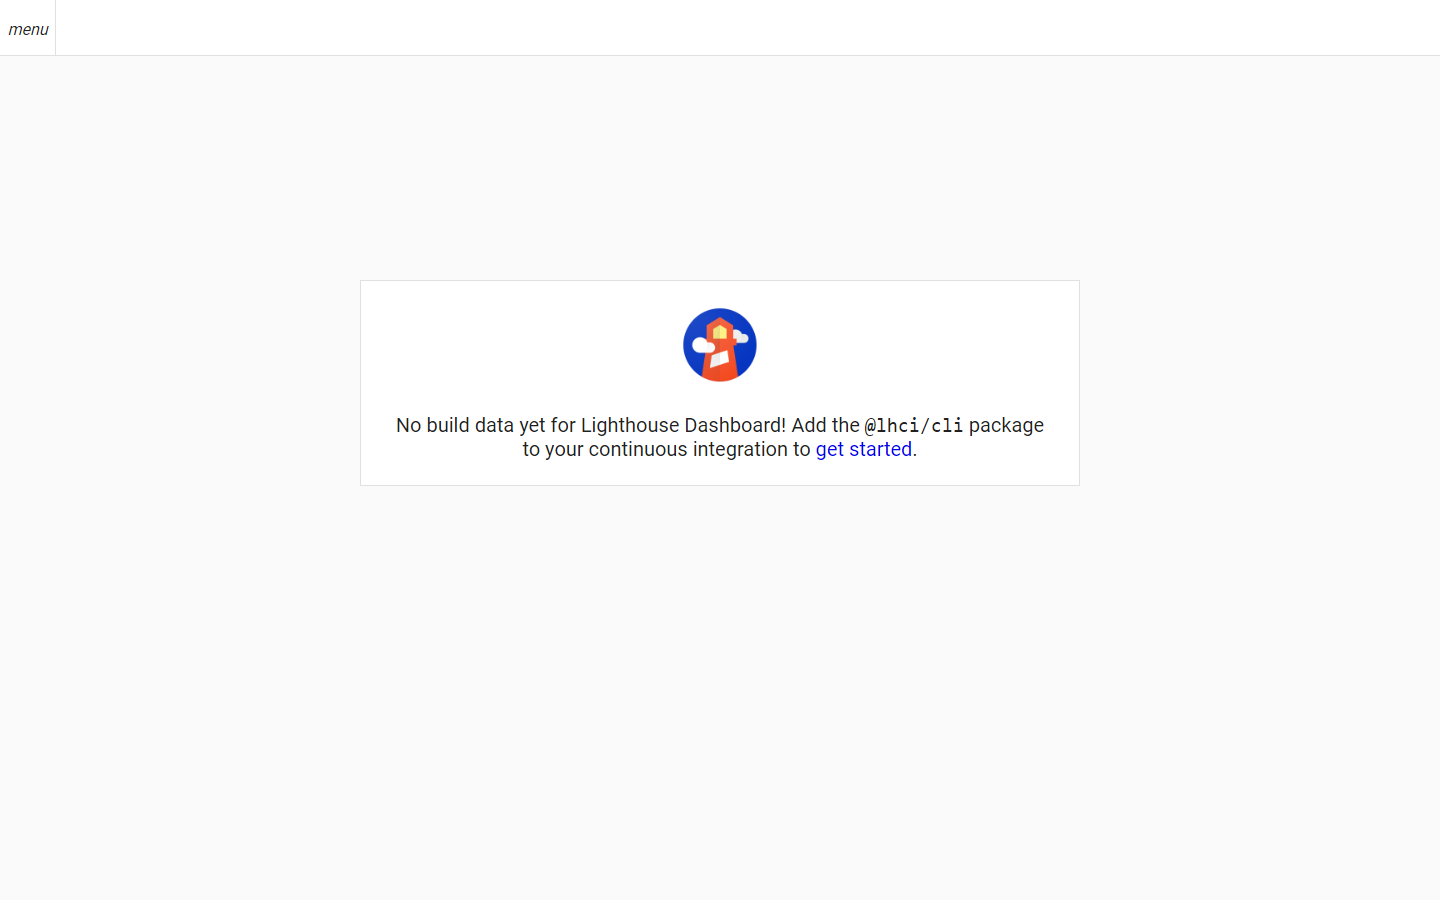 menu
No build data yet for Lighthouse Dashboard! Add the @lhci/cli package
to your continuous integration to get started.